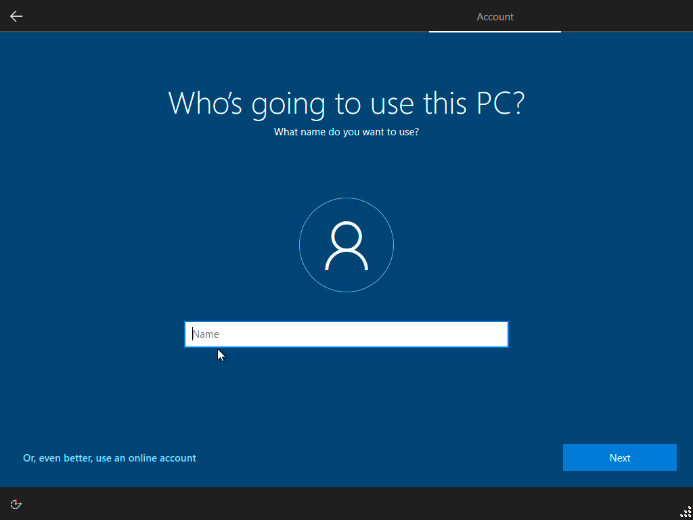 Account
Who's going to use this PC?
What name do you want to use?
Name
Or, even better, use an online account
Next